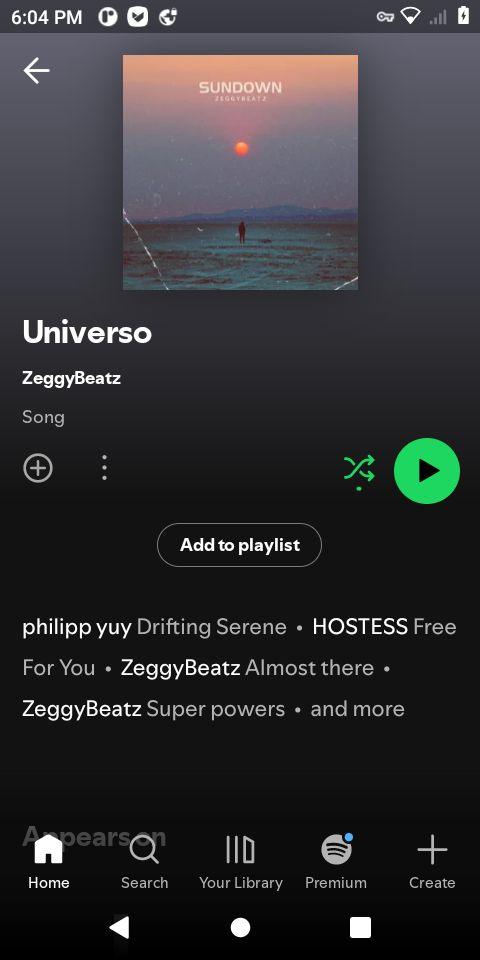 6:04 PM
SUNDOWN
ZEGGYBEATZ
Universo
ZeggyBeatz
Song
Add to playlist
philipp yuy Drifting Serene • HOSTESS Free
For You • ZeggyBeatz Almost there •
ZeggyBeatz Super powers • and more
Appears on
Home Search Your Library Premium Create